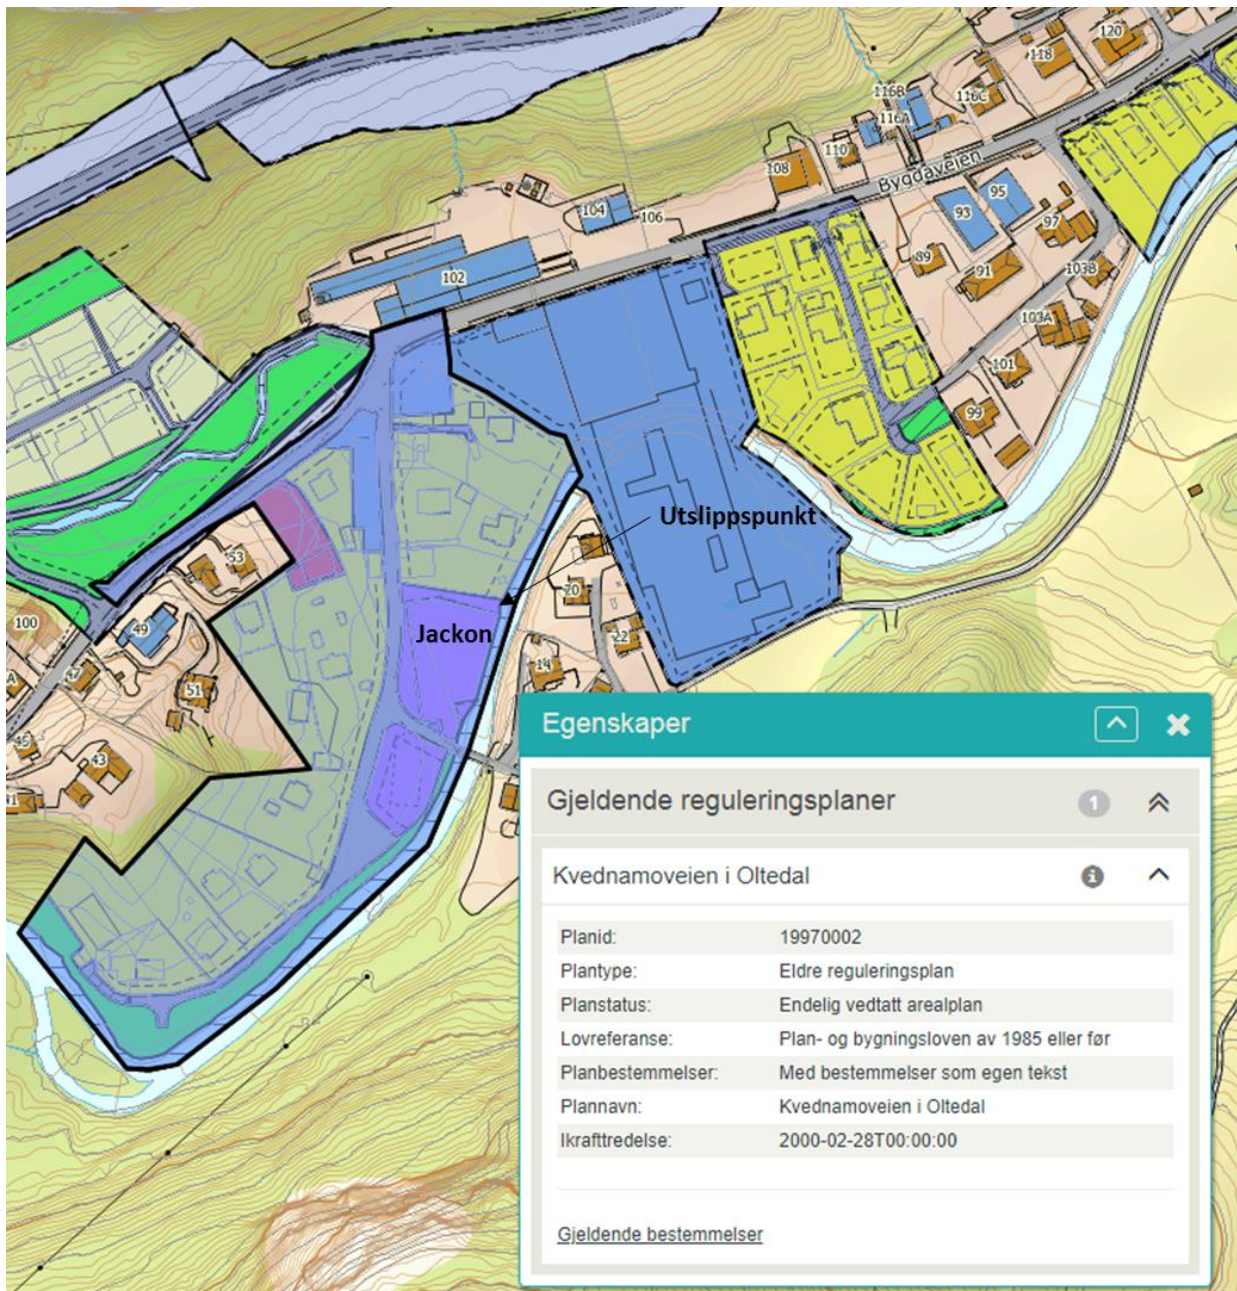 120
118
116B
116C
116A
110
108
Bygdaveien
104
106
95
93
97
89
91
103B
102
103A
101
99
Utslippspunkt
53
20
100
49
Jackon
22
47
14
51
45
43
Egenskaper
Gjeldende reguleringsplaner 1
Kvednamoveien i Oltedal
Planid: 19970002
Plantype: Eldre reguleringsplan
Planstatus: Endelig vedtatt arealplan
Lovreferanse: Plan- og bygningsloven av 1985 eller før
Planbestemmelser: Med bestemmelser som egen tekst
Plannavn: Kvednamoveien i Oltedal
Ikrafttredelse: 2000-02-28T00:00:00
Gjeldende bestemmelser